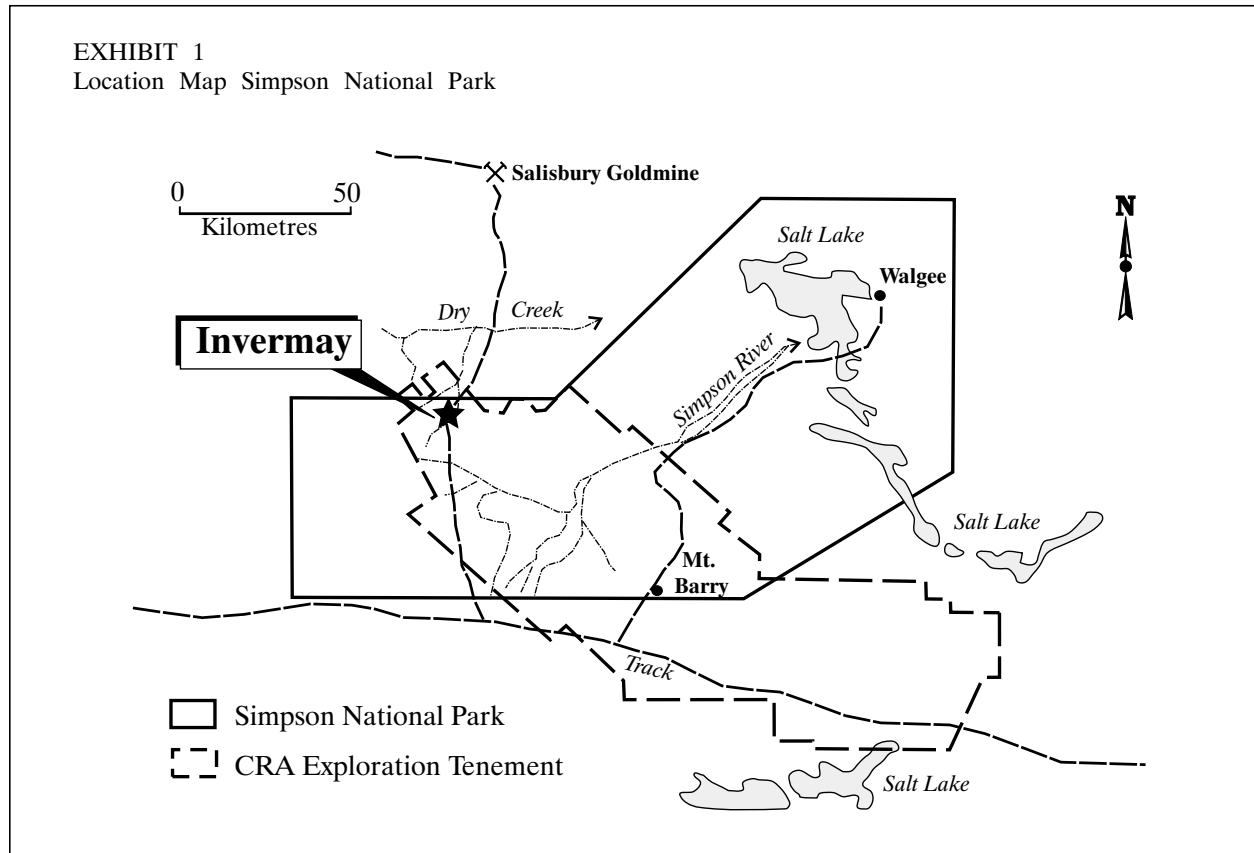 EXHIBIT 1
Location Map Simpson National Park
Salisbury Goldmine
0 50
Kilometres
N
Salt Lake
Walgee
Dry Creek
Invermay
Simpson River
Salt Lake
Mt.
Barry
Track
Simpson National Park
CRA Exploration Tenement
Salt Lake